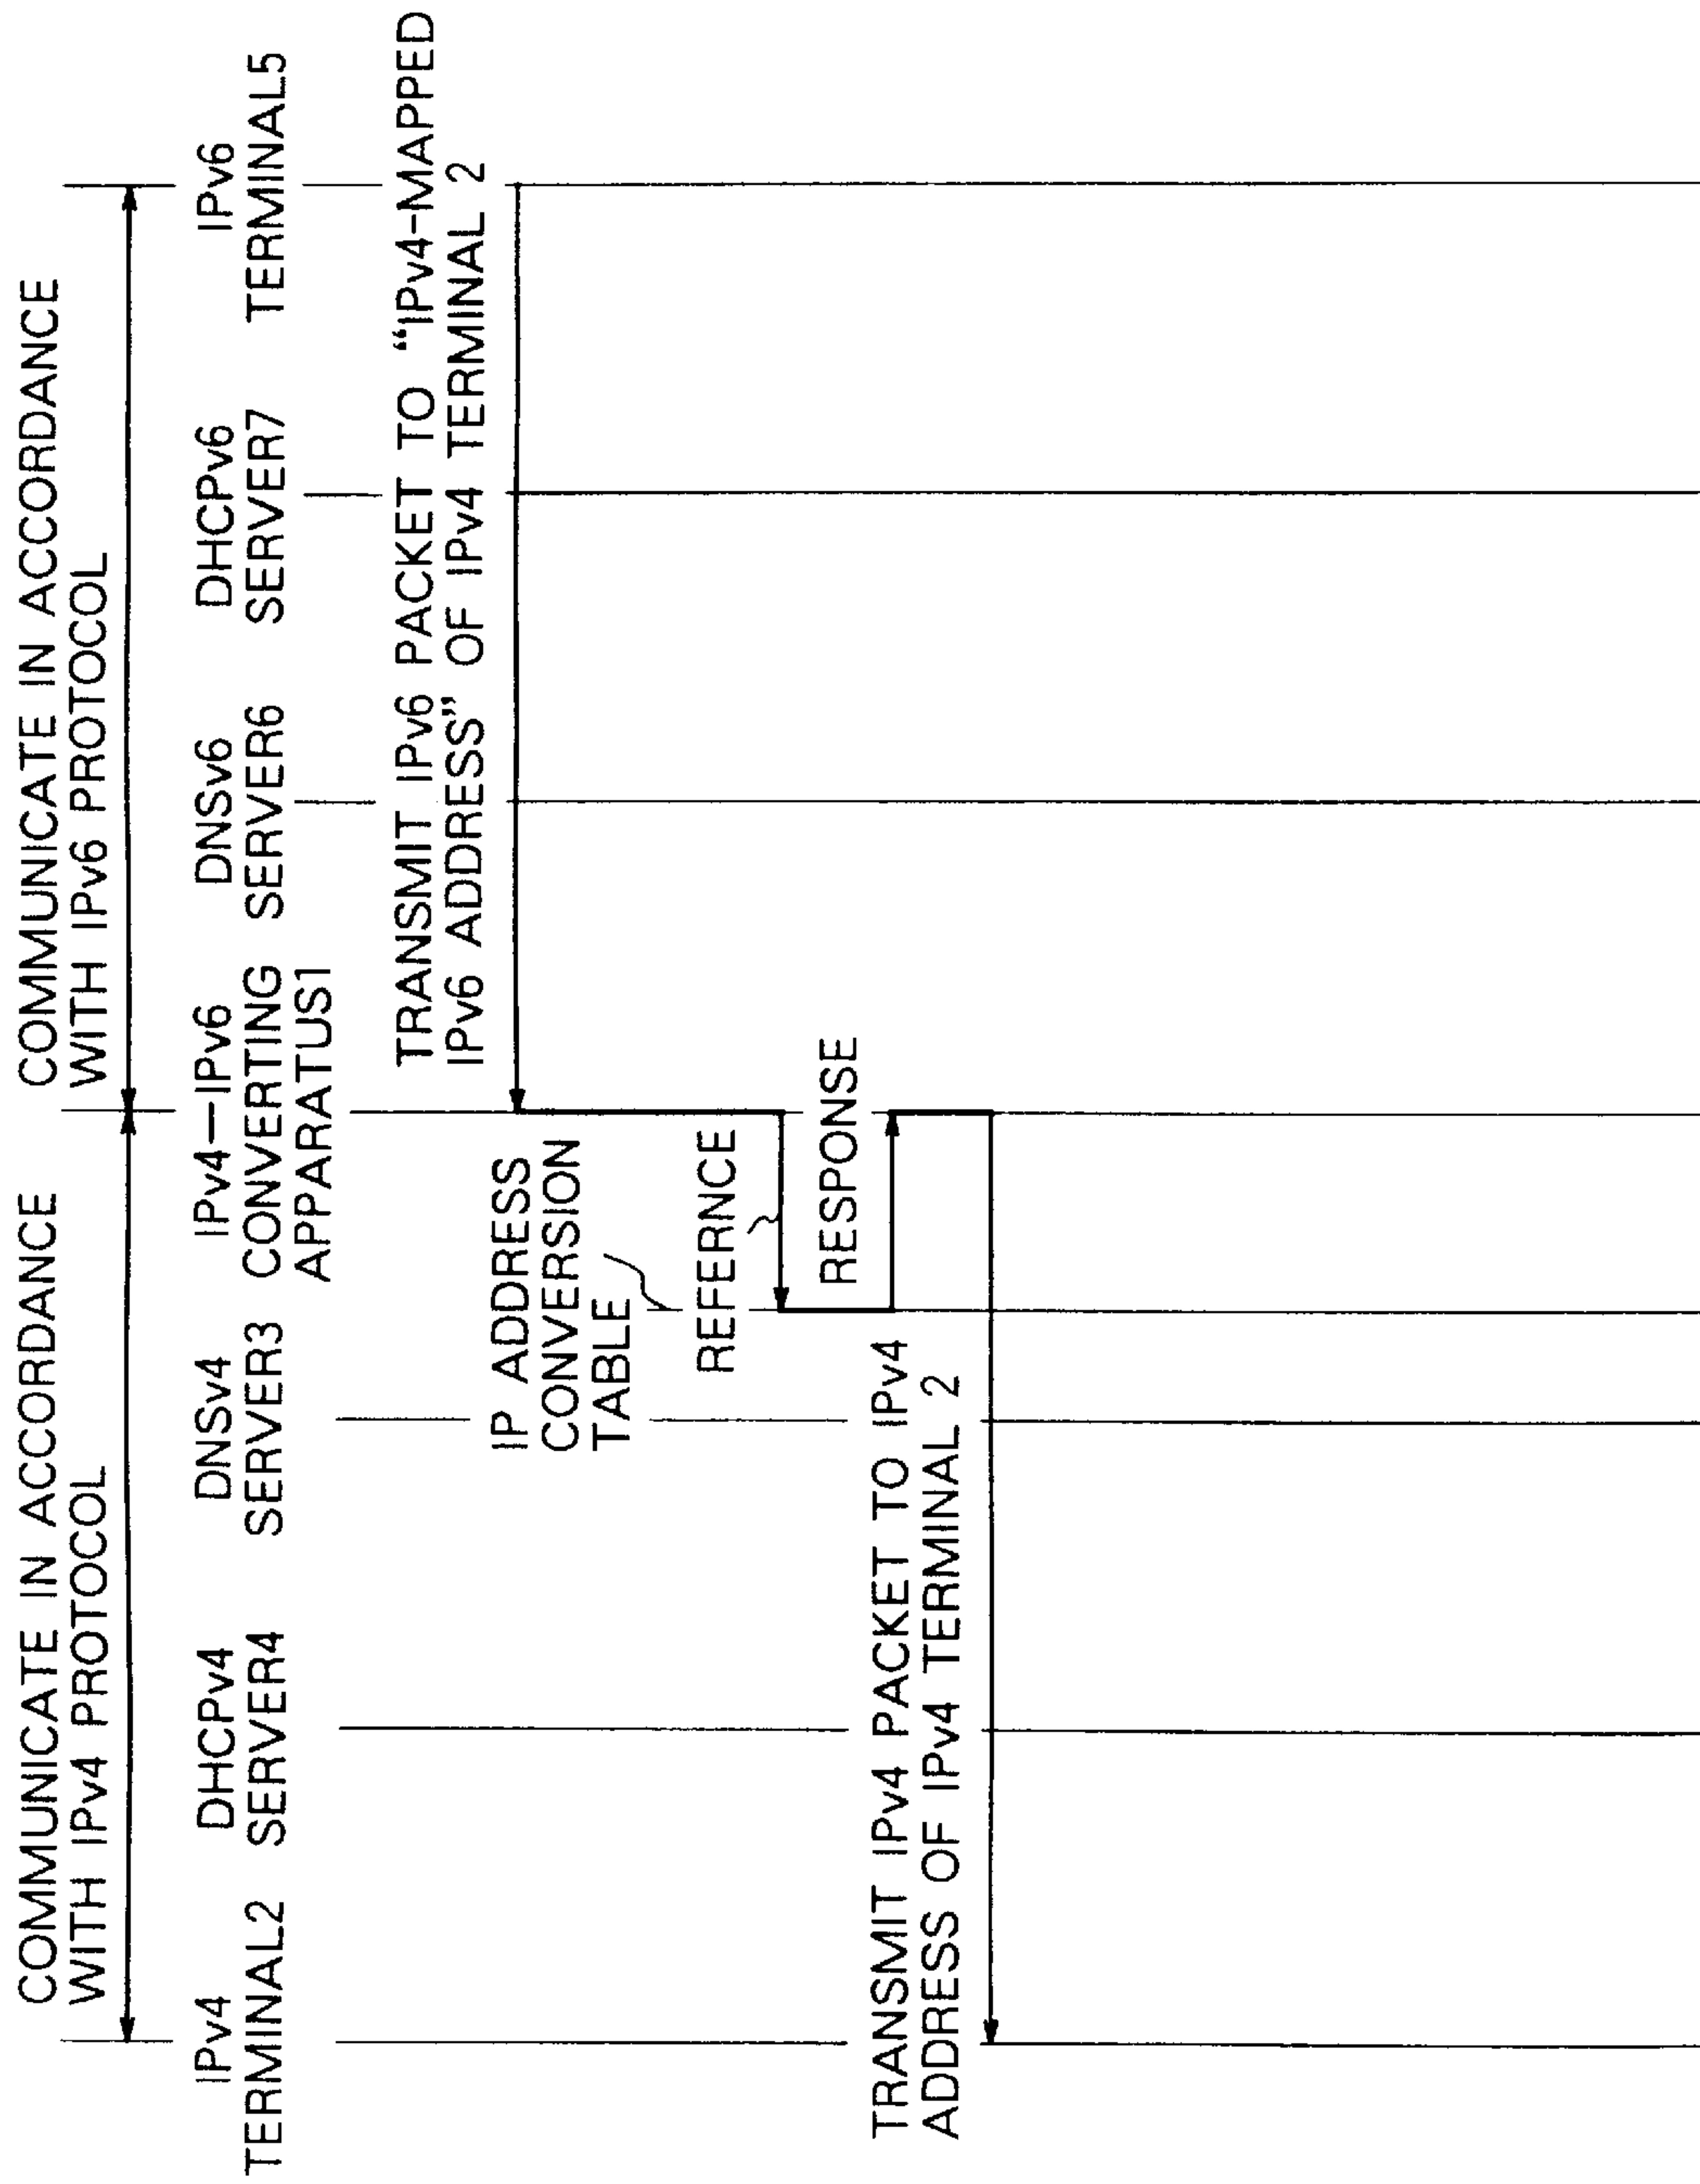 COMMUNICATE IN ACCORDANCE
WITH IPv4 PROTOCOL
COMMUNICATE IN ACCORDANCE
WITH IPv6 PROTOCOL
IPv4
TERMINAL2
DHCPv4
SERVER4
DNSv4
SERVER3
IPv4-IPv6
CONVERTING
APPARATUS1
DNSv6
SERVER6
DHCPv6
SERVER7
IPv6
TERMINAL5
TRANSMIT IPv6 PACKET TO "IPv4-MAPPED
IPv6 ADDRESS" OF IPv4 TERMINAL 2
IP ADDRESS
CONVERSION
TABLE
REFERNCE
RESPONSE
TRANSMIT IPv4 PACKET TO IPv4
ADDRESS OF IPv4 TERMINAL 2